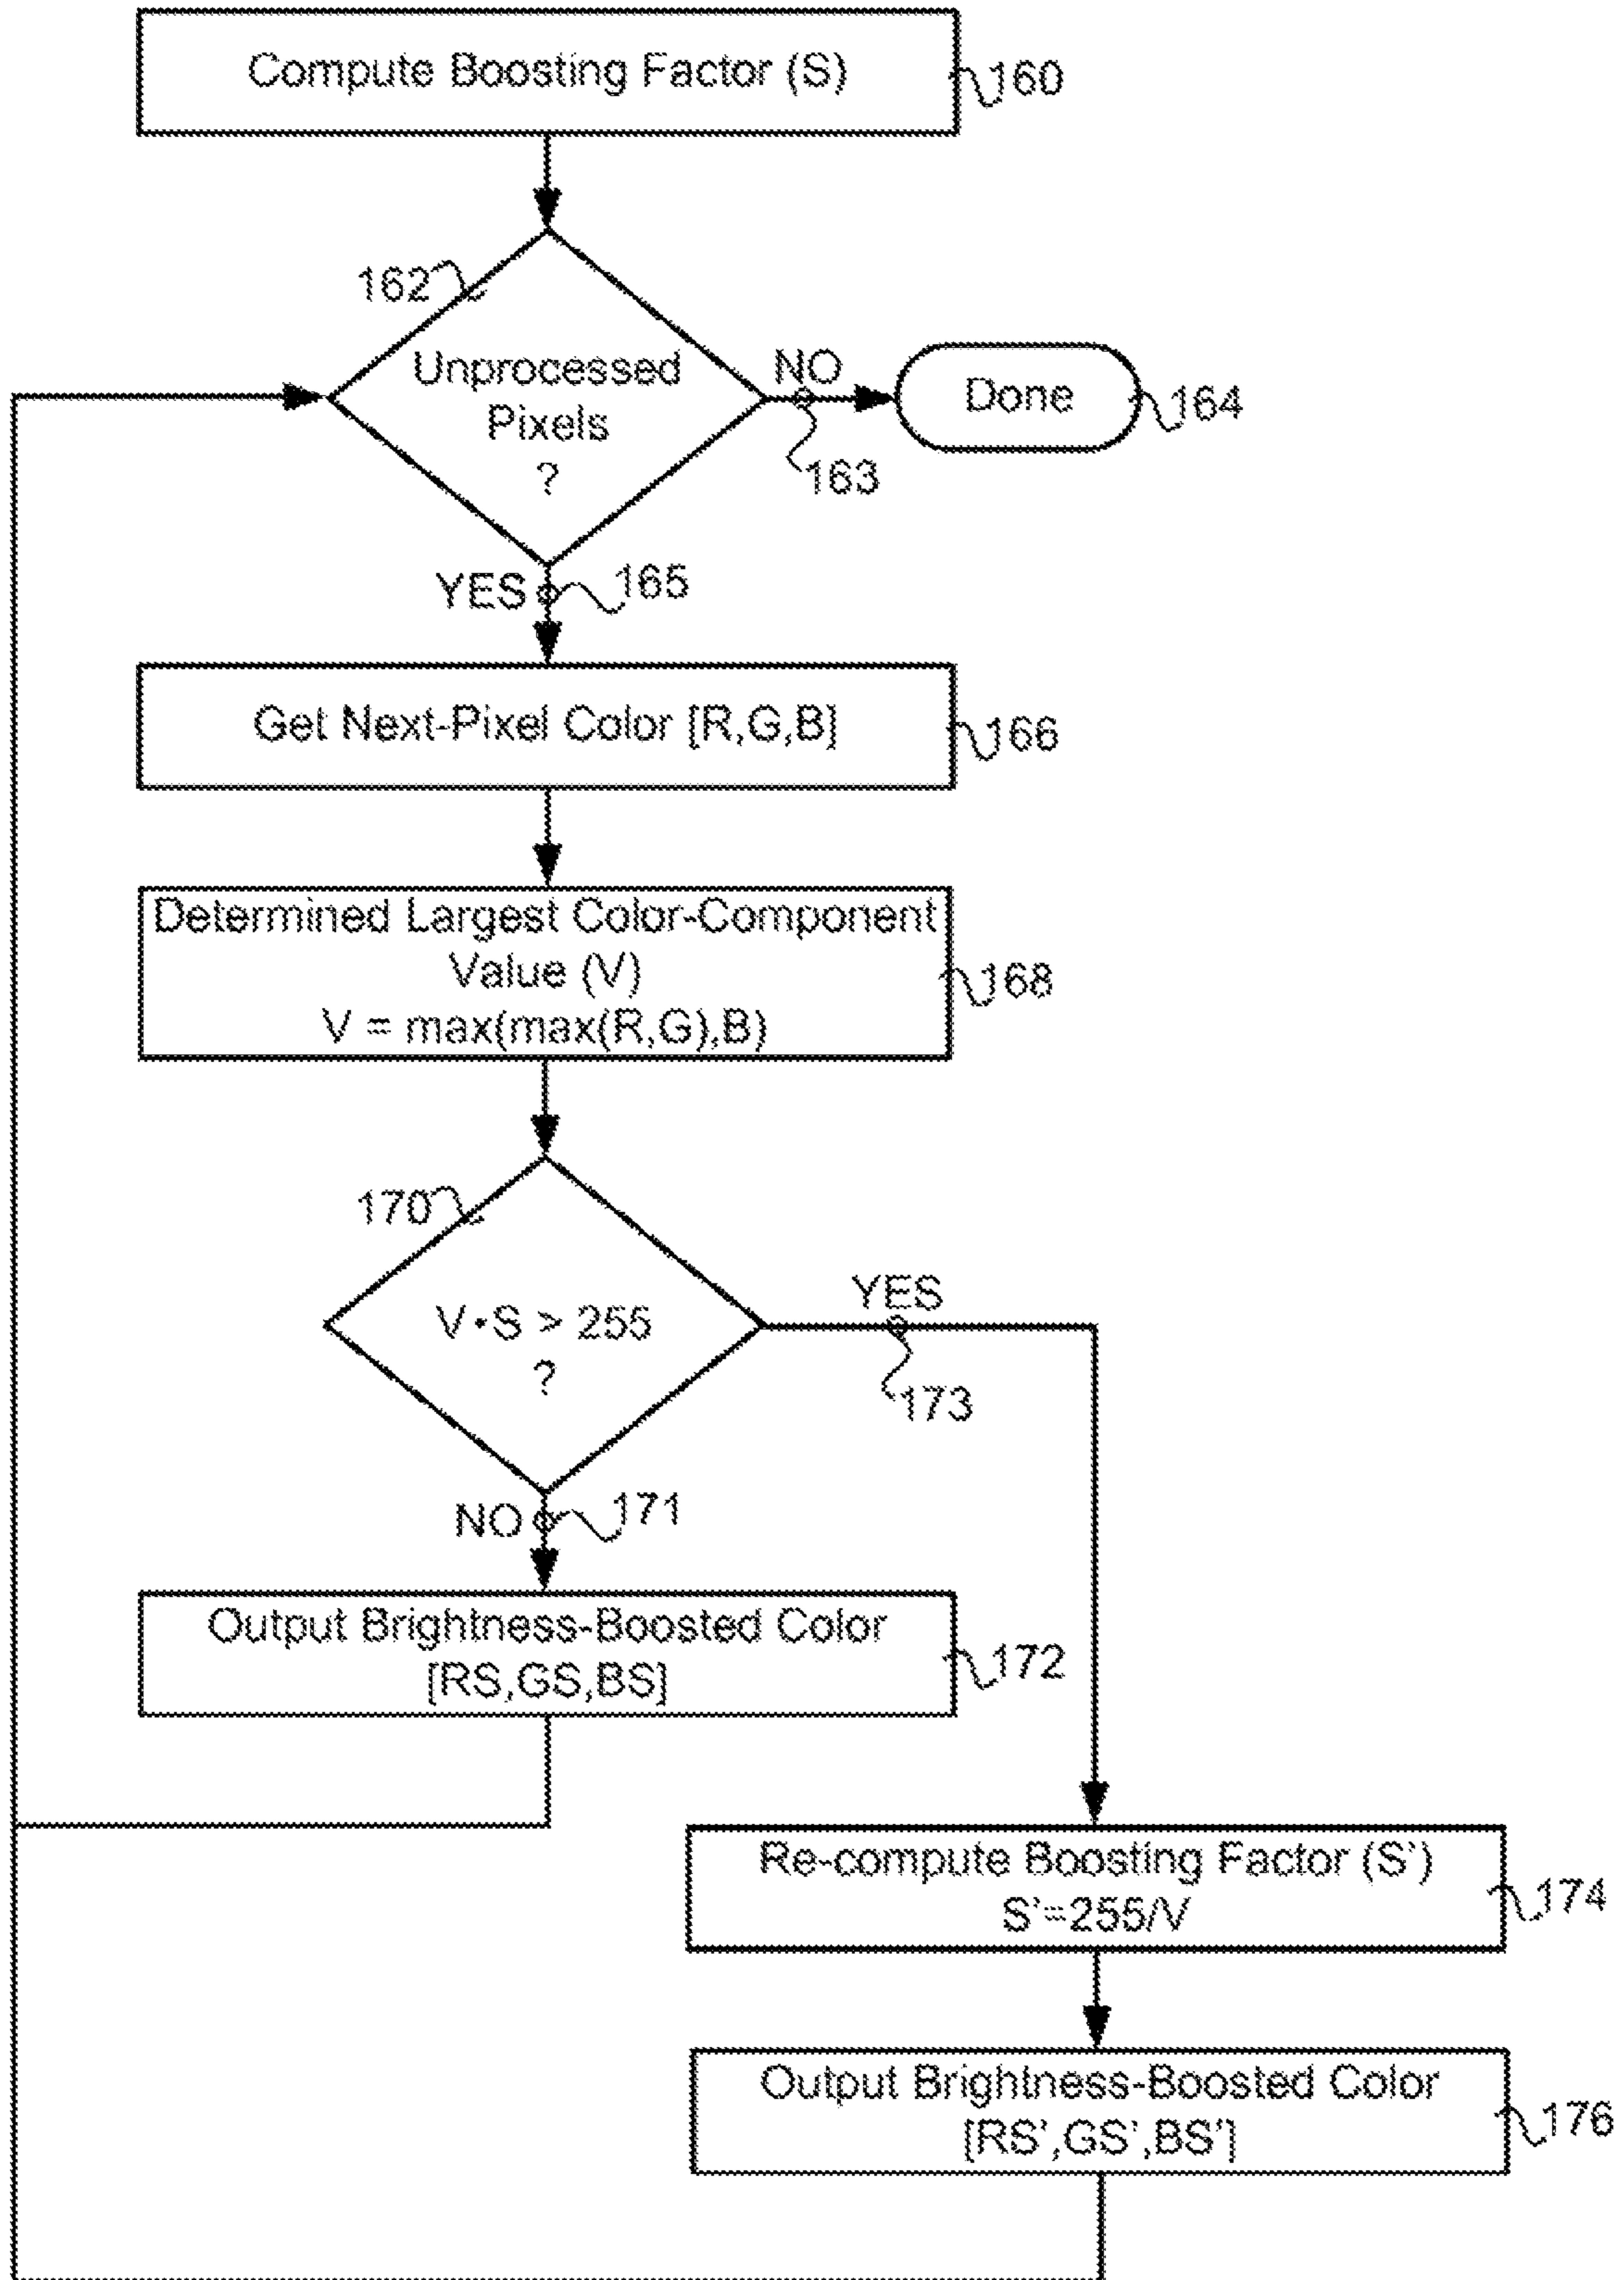 Compute Boosting Factor (S)
160
162
Unprocessed
Pixels
?
NO
163
Done
164
YES
165
Get Next-Pixel Color [R,G,B]
166
Determined Largest Color-Component
Value (V)
V = max(max(R,G),B)
168
170
V•S > 255
?
YES
173
NO
171
Output Brightness-Boosted Color
[RS,GS,BS]
172
Re-compute Boosting Factor (S')
S'=255/V
174
Output Brightness-Boosted Color
[RS',GS',BS']
176